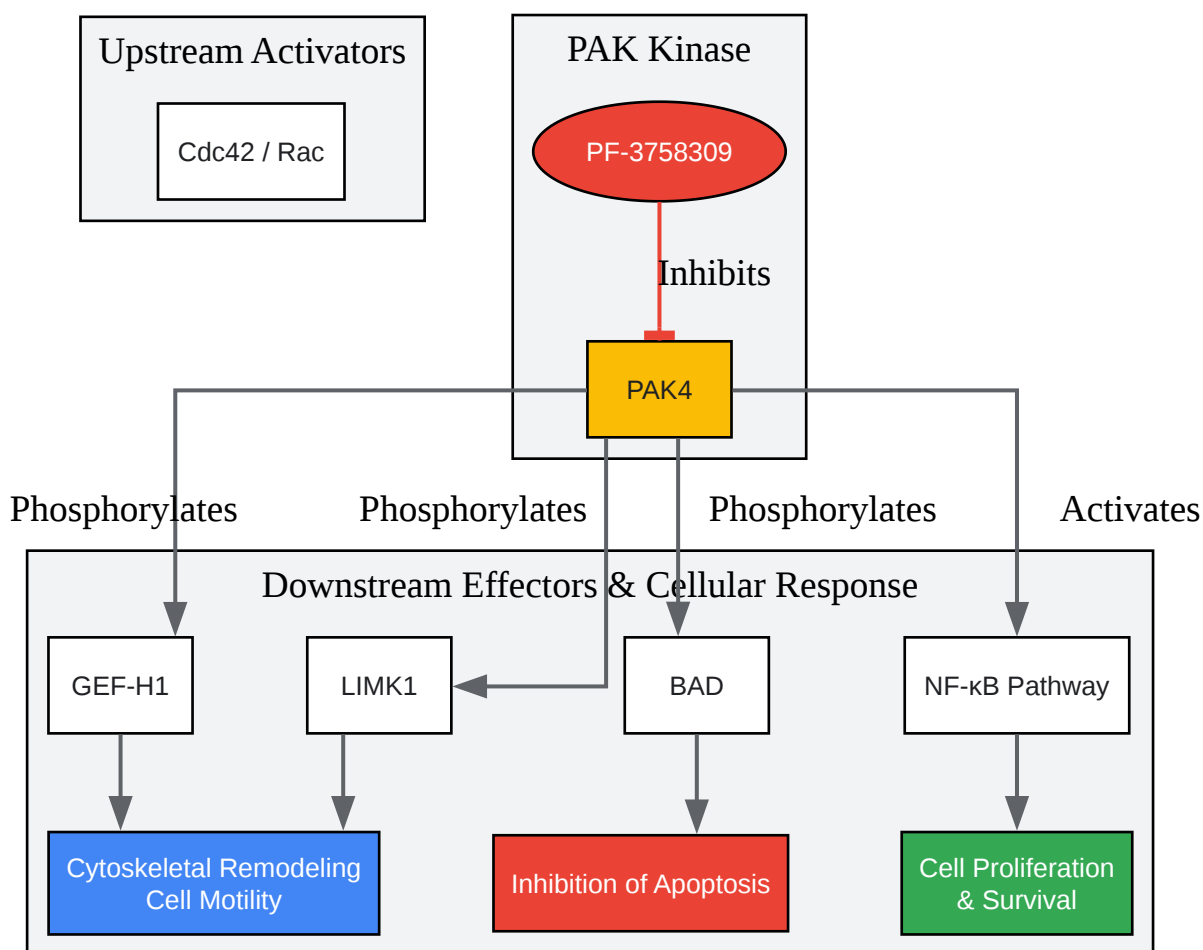 Upstream Activators
PAK Kinase
Cdc42 / Rac
PF-3758309
Inhibits
PAK4
Phosphorylates
Phosphorylates
Phosphorylates
Activates
Downstream Effectors & Cellular Response
GEF-H1
LIMK1
BAD
NF-κB Pathway
Cytoskeletal Remodeling
Cell Motility
Inhibition of Apoptosis
Cell Proliferation
& Survival